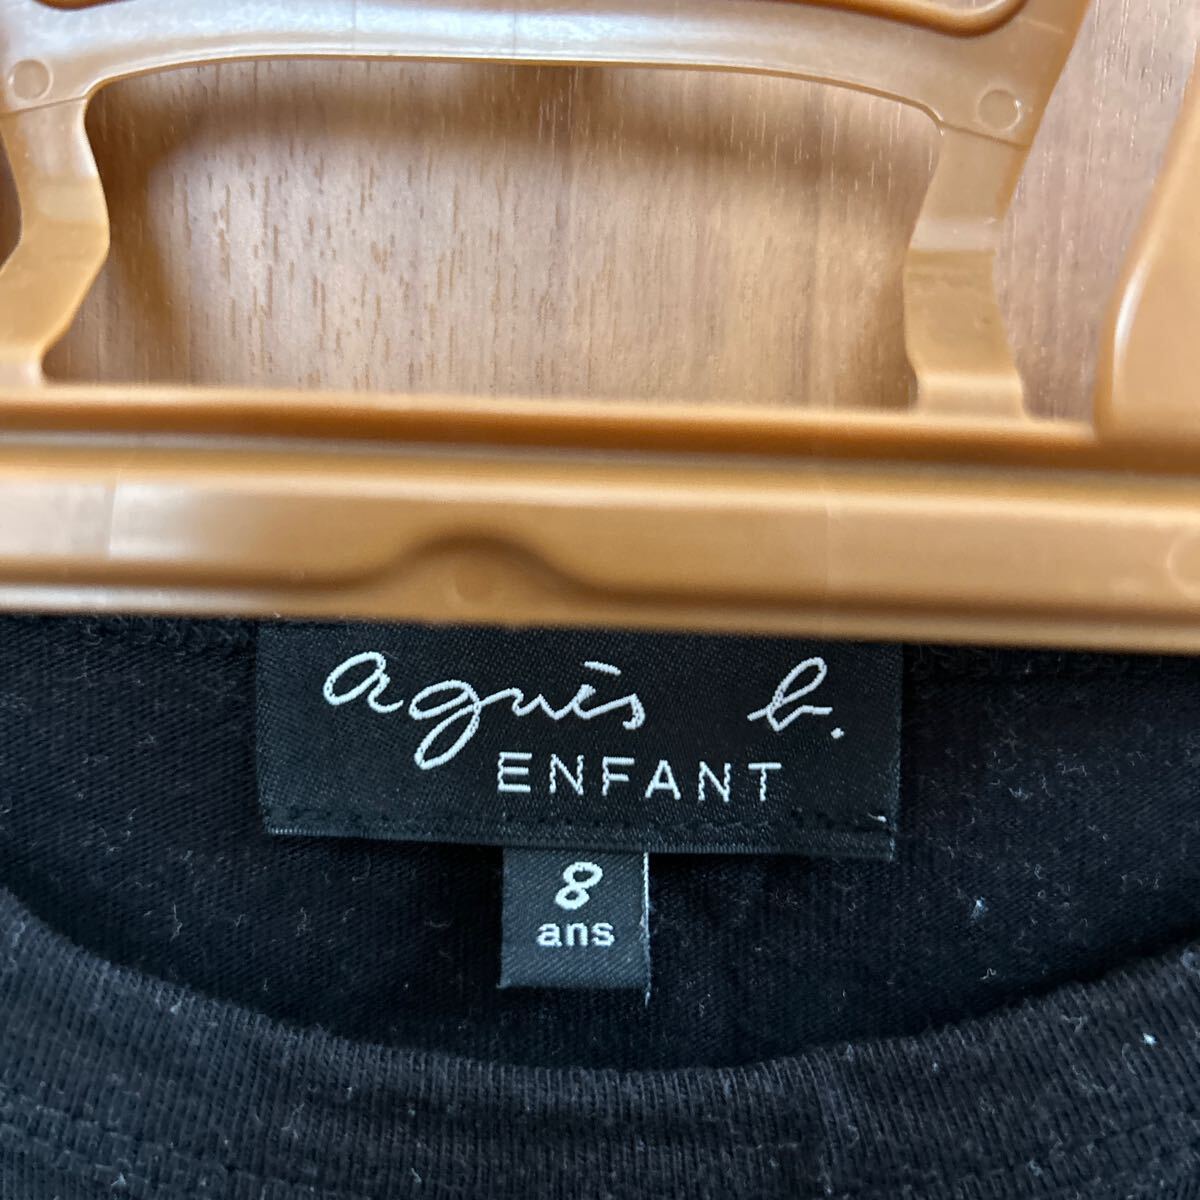 agnès b.
ENFANT
8
ans